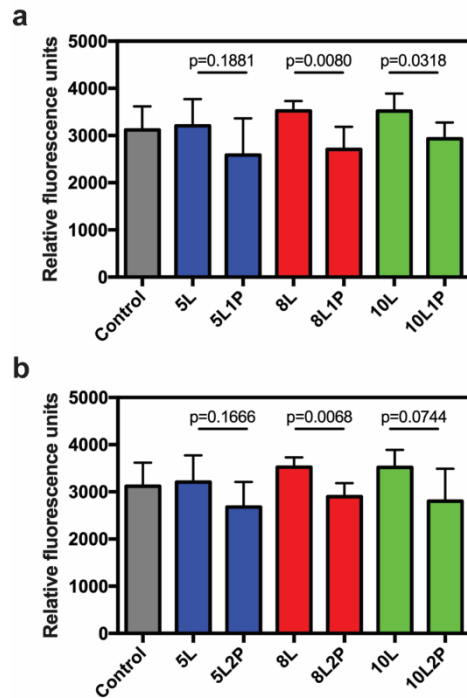 a
Relative fluorescence units
5000
4000
3000
2000
1000
0
p=0.1881
p=0.0080
p=0.0318
Control
5L
5L1P
8L
8L1P
10L
10L1P
b
Relative fluorescence units
5000
4000
3000
2000
1000
0
p=0.1666
p=0.0068
p=0.0744
Control
5L
5L2P
8L
8L2P
10L
10L2P